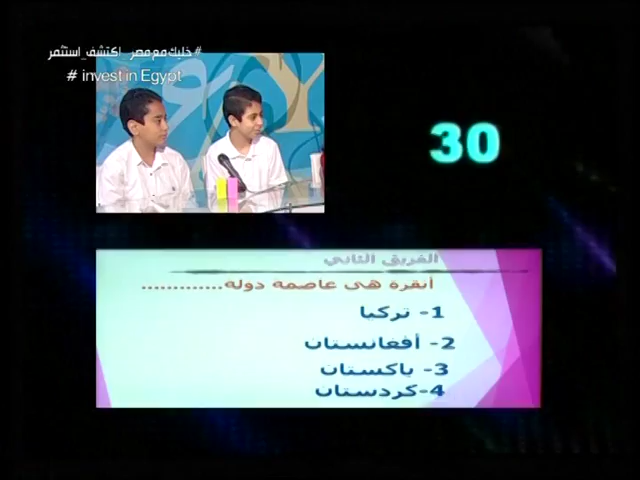 #خليك_مع_مصر_اكتشف_استثمر
# invest in Egypt
30
الفريق الثاني
أنقرة هى عاصمة دولة.............
1- تركيا
2- أفغانستان
3- باكستان
4-كردستان